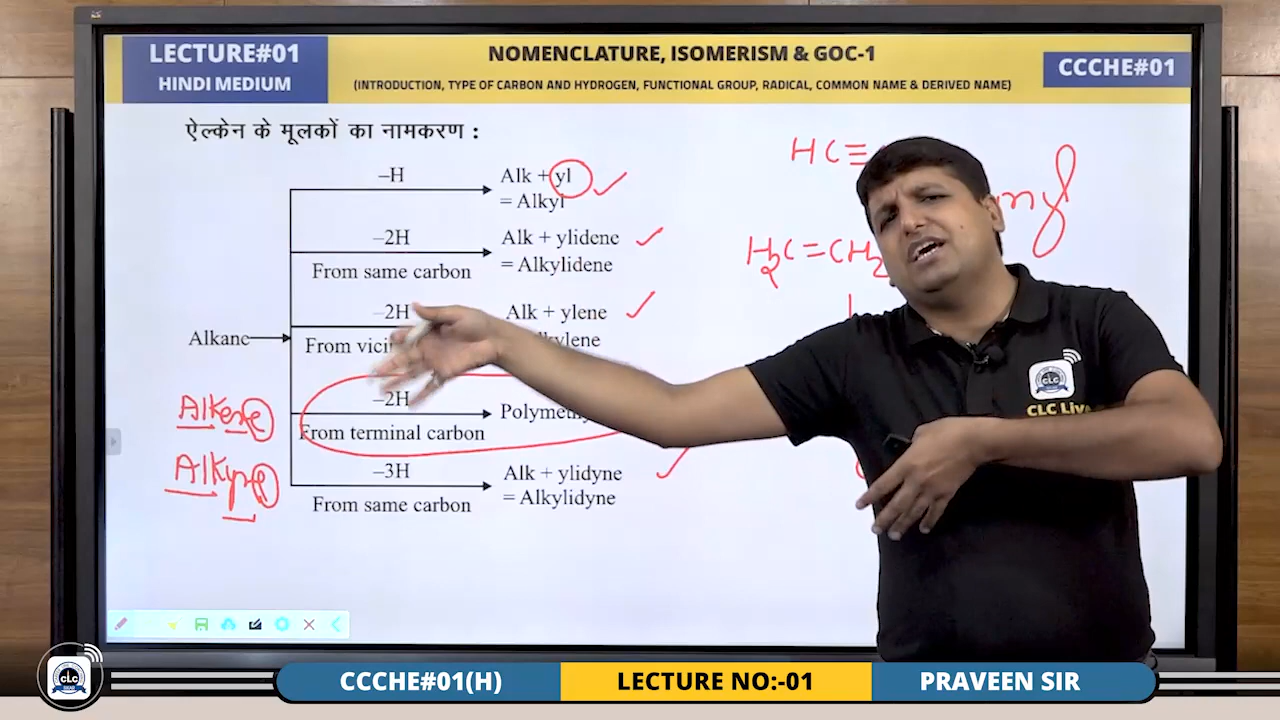 LECTURE#01
HINDI MEDIUM
NOMENCLATURE, ISOMERISM & GOC-1
(INTRODUCTION, TYPE OF CARBON AND HYDROGEN, FUNCTIONAL GROUP, RADICAL, COMMON NAME & DERIVED NAME)
CCCHE#01
ऐल्केन के मूलकों का नामकरण :
–H
Alk + yl
= Alkyl
–2H
From same carbon
Alk + ylidene
= Alkylidene
–2H
Alk + ylene
From
Alkane
–2H
From terminal carbon
–3H
From same carbon
Alk + ylidyne
= Alkylidyne
Alkene
Alkyne
HC≡
H2C=CH2
CLC Live
CLC
CCCHE#01(H)
LECTURE NO:-01
PRAVEEN SIR